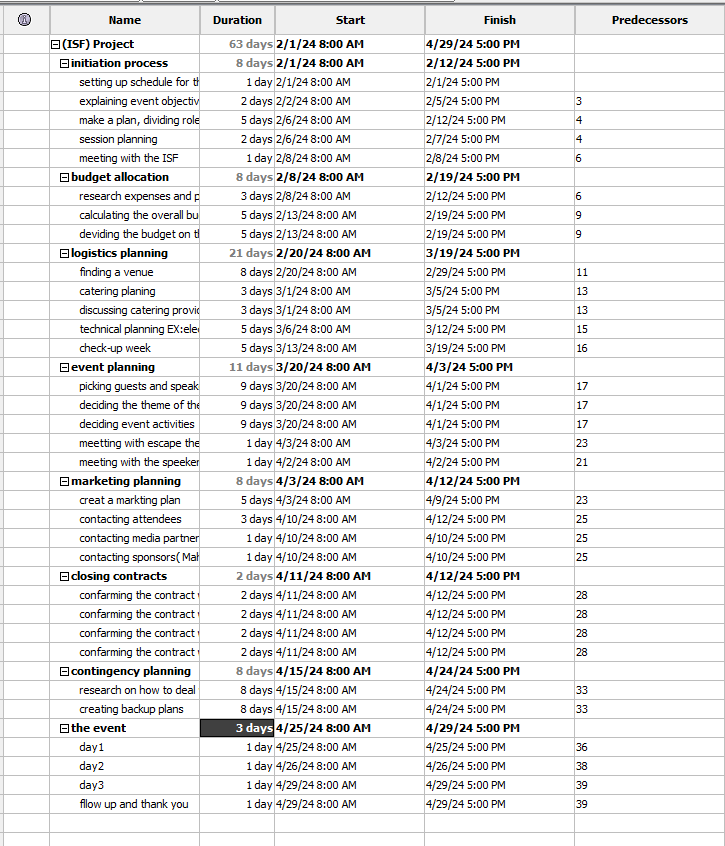 Name Duration Start Finish Predecessors
(ISF) Project 63 days 2/1/24 8:00 AM 4/29/24 5:00 PM
initiation process 8 days 2/1/24 8:00 AM 2/12/24 5:00 PM
setting up schedule for th 1 day 2/1/24 8:00 AM 2/1/24 5:00 PM
explaining event objectiv 2 days 2/2/24 8:00 AM 2/5/24 5:00 PM 3
make a plan, dividing role 5 days 2/6/24 8:00 AM 2/12/24 5:00 PM 4
session planning 2 days 2/6/24 8:00 AM 2/7/24 5:00 PM 4
meeting with the ISF 1 day 2/8/24 8:00 AM 2/8/24 5:00 PM 6
budget allocation 8 days 2/8/24 8:00 AM 2/19/24 5:00 PM
research expenses and p 3 days 2/8/24 8:00 AM 2/12/24 5:00 PM 6
calculating the overall bu 5 days 2/13/24 8:00 AM 2/19/24 5:00 PM 9
deviding the budget on th 5 days 2/13/24 8:00 AM 2/19/24 5:00 PM 9
logistics planning 21 days 2/20/24 8:00 AM 3/19/24 5:00 PM
finding a venue 8 days 2/20/24 8:00 AM 2/29/24 5:00 PM 11
catering planing 3 days 3/1/24 8:00 AM 3/5/24 5:00 PM 13
discussing catering provid 3 days 3/1/24 8:00 AM 3/5/24 5:00 PM 13
technical planning EX:elec 5 days 3/6/24 8:00 AM 3/12/24 5:00 PM 15
check-up week 5 days 3/13/24 8:00 AM 3/19/24 5:00 PM 16
event planning 11 days 3/20/24 8:00 AM 4/3/24 5:00 PM
picking guests and speak 9 days 3/20/24 8:00 AM 4/1/24 5:00 PM 17
deciding the theme of the 9 days 3/20/24 8:00 AM 4/1/24 5:00 PM 17
deciding event activities 9 days 3/20/24 8:00 AM 4/1/24 5:00 PM 17
meetting with escape the 1 day 4/3/24 8:00 AM 4/3/24 5:00 PM 23
meeting with the speeker 1 day 4/2/24 8:00 AM 4/2/24 5:00 PM 21
marketing planning 8 days 4/3/24 8:00 AM 4/12/24 5:00 PM
creat a markting plan 5 days 4/3/24 8:00 AM 4/9/24 5:00 PM 23
contacting attendees 3 days 4/10/24 8:00 AM 4/12/24 5:00 PM 25
contacting media partner 1 day 4/10/24 8:00 AM 4/10/24 5:00 PM 25
contacting sponsors( Mah 1 day 4/10/24 8:00 AM 4/10/24 5:00 PM 25
closing contracts 2 days 4/11/24 8:00 AM 4/12/24 5:00 PM
confarming the contract 2 days 4/11/24 8:00 AM 4/12/24 5:00 PM 28
confarming the contract 2 days 4/11/24 8:00 AM 4/12/24 5:00 PM 28
confarming the contract 2 days 4/11/24 8:00 AM 4/12/24 5:00 PM 28
confarming the contract 2 days 4/11/24 8:00 AM 4/12/24 5:00 PM 28
contingency planning 8 days 4/15/24 8:00 AM 4/24/24 5:00 PM
research on how to deal 8 days 4/15/24 8:00 AM 4/24/24 5:00 PM 33
creating backup plans 8 days 4/15/24 8:00 AM 4/24/24 5:00 PM 33
the event 3 days 4/25/24 8:00 AM 4/29/24 5:00 PM
day1 1 day 4/25/24 8:00 AM 4/25/24 5:00 PM 36
day2 1 day 4/26/24 8:00 AM 4/26/24 5:00 PM 38
day3 1 day 4/29/24 8:00 AM 4/29/24 5:00 PM 39
fllow up and thank you 1 day 4/29/24 8:00 AM 4/29/24 5:00 PM 39